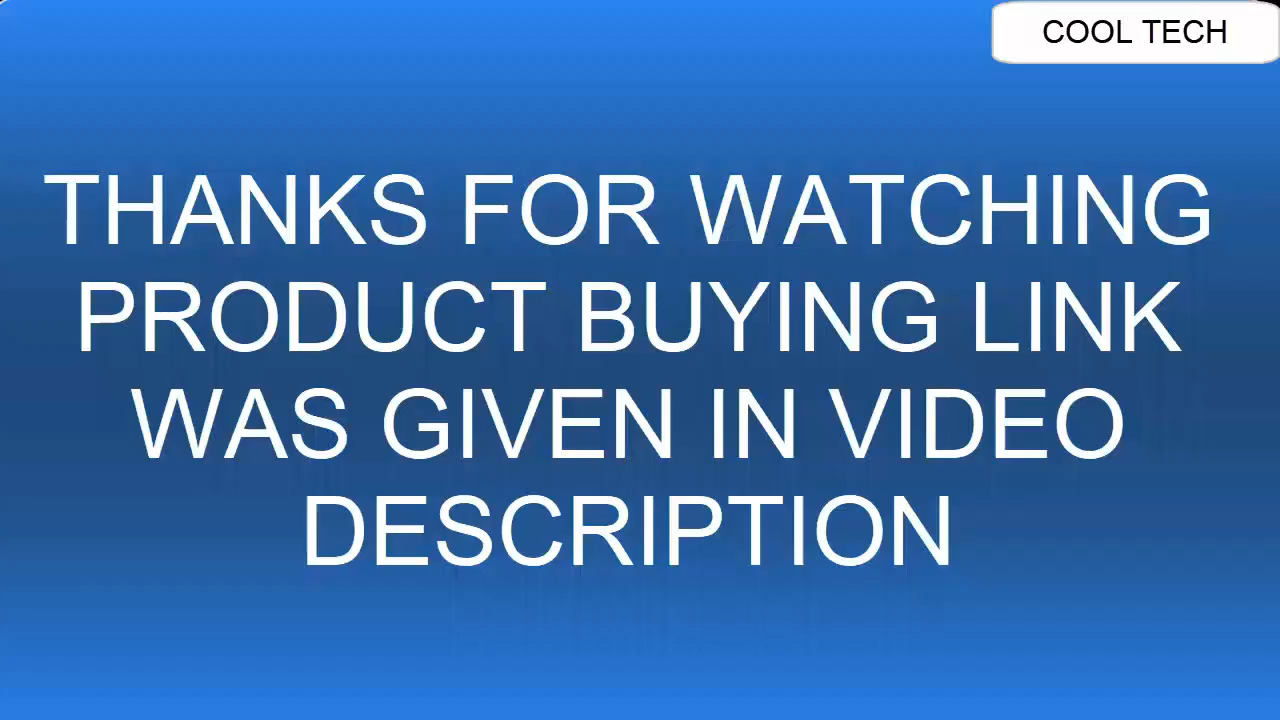 COOL TECH
THANKS FOR WATCHING
PRODUCT BUYING LINK
WAS GIVEN IN VIDEO
DESCRIPTION